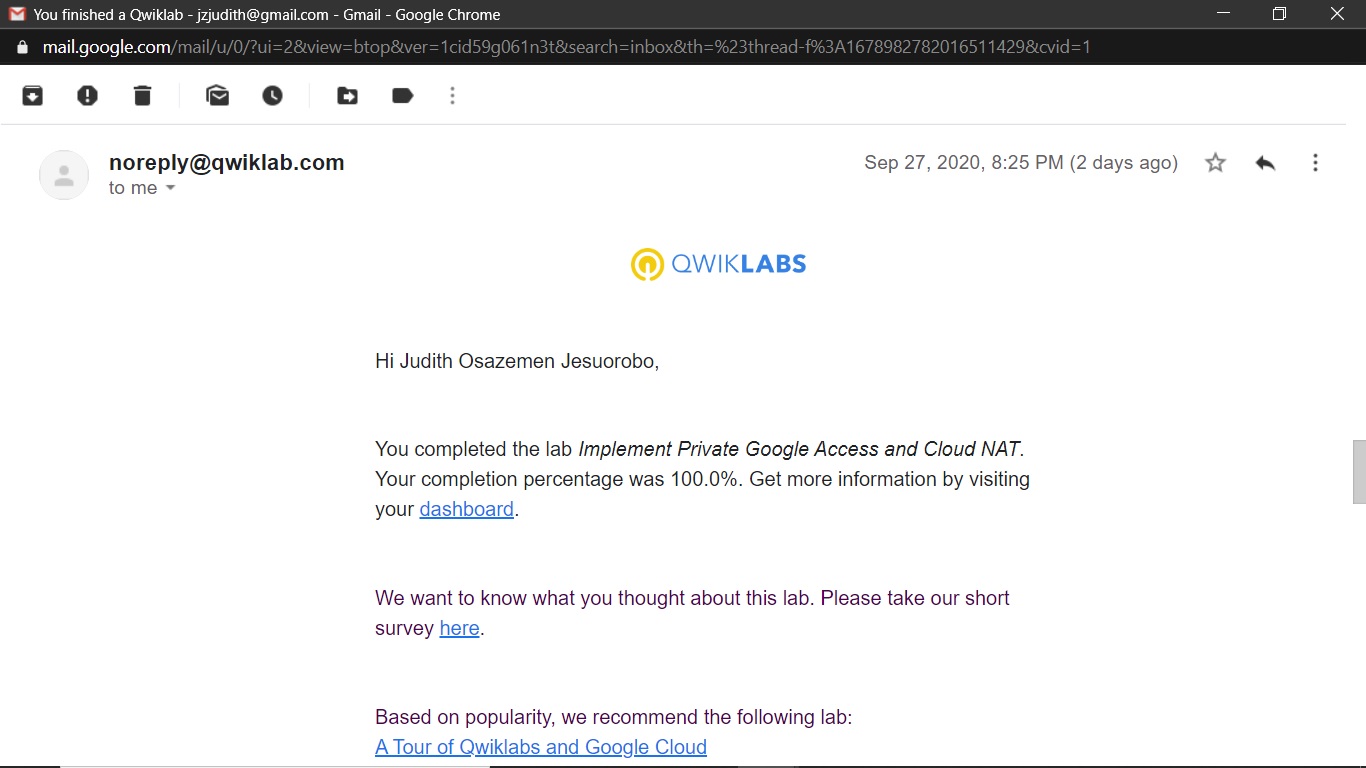 You finished a Qwiklab - jzjudith@gmail.com - Gmail - Google Chrome
mail.google.com/mail/u/0/?ui=2&view=btop&ver=1cid59g061n3t&search=inbox&th=%23thread-f%3A1678982782016511429&cvid=1
noreply@qwiklab.com
Sep 27, 2020, 8:25 PM (2 days ago)
to me
QWIKLABS
Hi Judith Osazemen Jesuorobo,
You completed the lab Implement Private Google Access and Cloud NAT.
Your completion percentage was 100.0%. Get more information by visiting
your dashboard.
We want to know what you thought about this lab. Please take our short
survey here.
Based on popularity, we recommend the following lab:
A Tour of Qwiklabs and Google Cloud